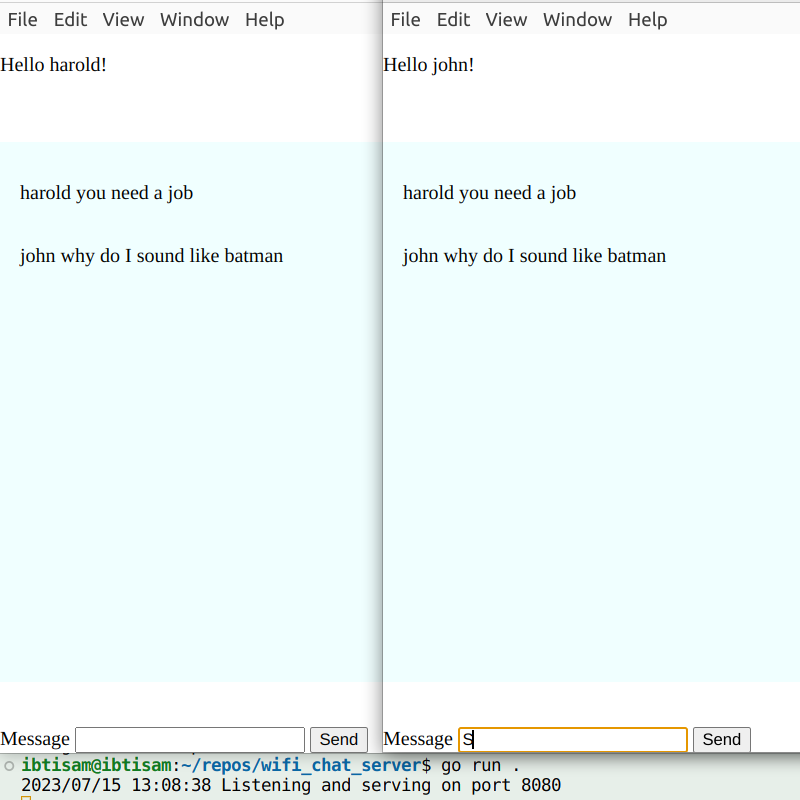 File Edit View Window Help
Hello harold!
harold you need a job
john why do I sound like batman
Message Send
File Edit View Window Help
Hello john!
harold you need a job
john why do I sound like batman
Message S Send
ibtisam@ibtisam:~/repos/wifi_chat_server$ go run .
2023/07/15 13:08:38 Listening and serving on port 8080